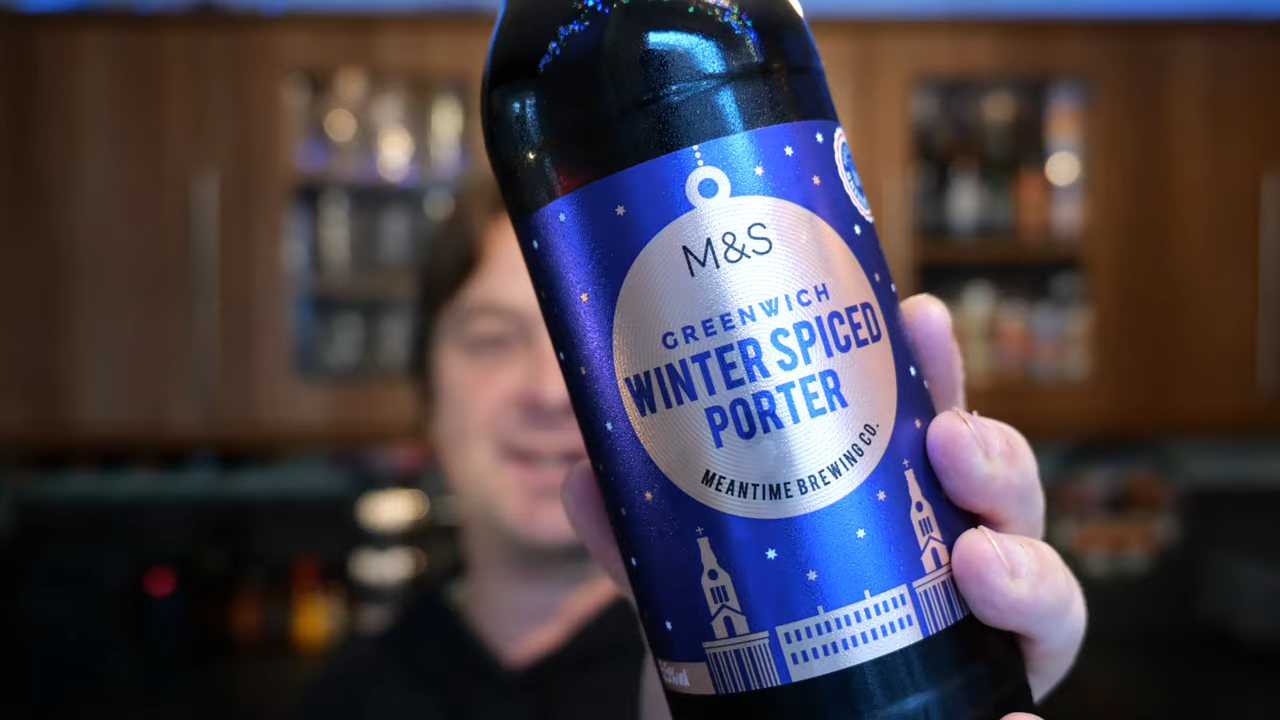 M&S
GREENWICH
WINTER SPICED
PORTER
MEANTIME BREWING CO.